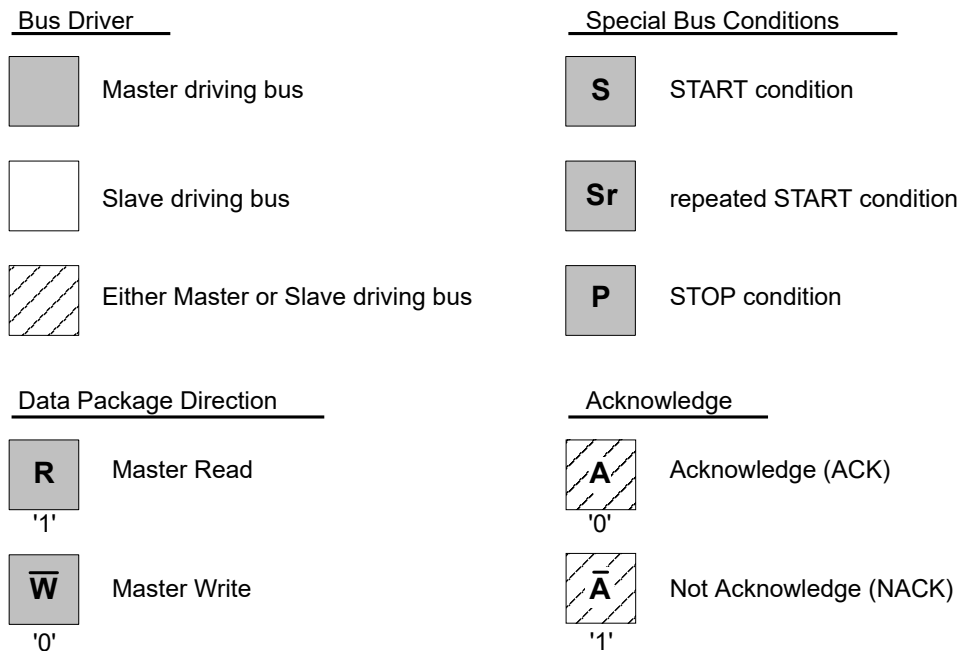 Bus Driver
Master driving bus
Slave driving bus
Either Master or Slave driving bus
Special Bus Conditions
S START condition
Sr repeated START condition
P STOP condition
Data Package Direction
R Master Read
'1'
W̅ Master Write
'0'
Acknowledge
A Acknowledge (ACK)
'0'
A̅ Not Acknowledge (NACK)
'1'